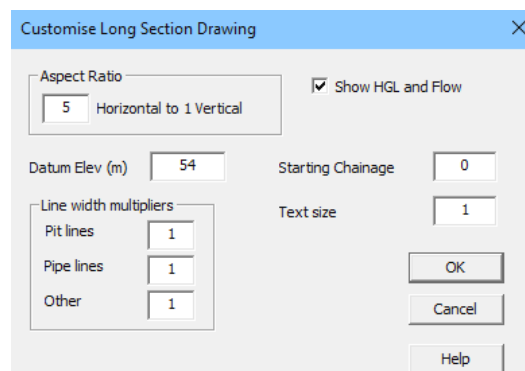 Customise Long Section Drawing
Aspect Ratio
5 Horizontal to 1 Vertical
Show HGL and Flow
Datum Elev (m) 54
Starting Chainage 0
Line width multipliers
Pit lines 1
Pipe lines 1
Other 1
Text size 1
OK
Cancel
Help